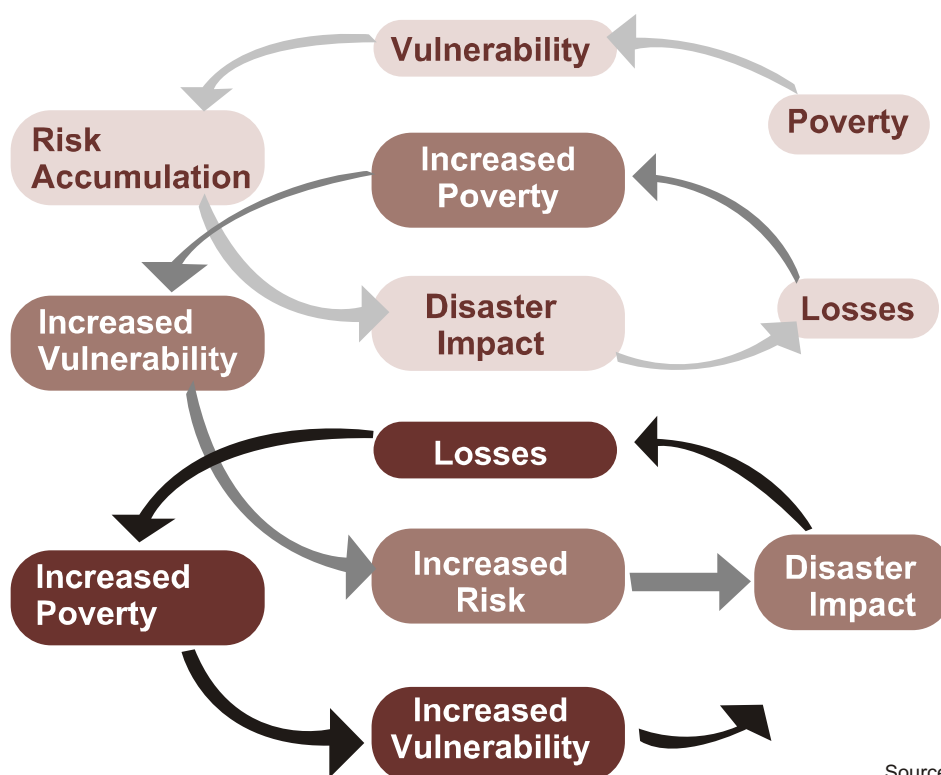 Vulnerability
Poverty
Risk
Accumulation
Increased
Poverty
Disaster
Impact
Losses
Increased
Vulnerability
Losses
Increased
Risk
Disaster
Impact
Increased
Poverty
Increased
Vulnerability
Source